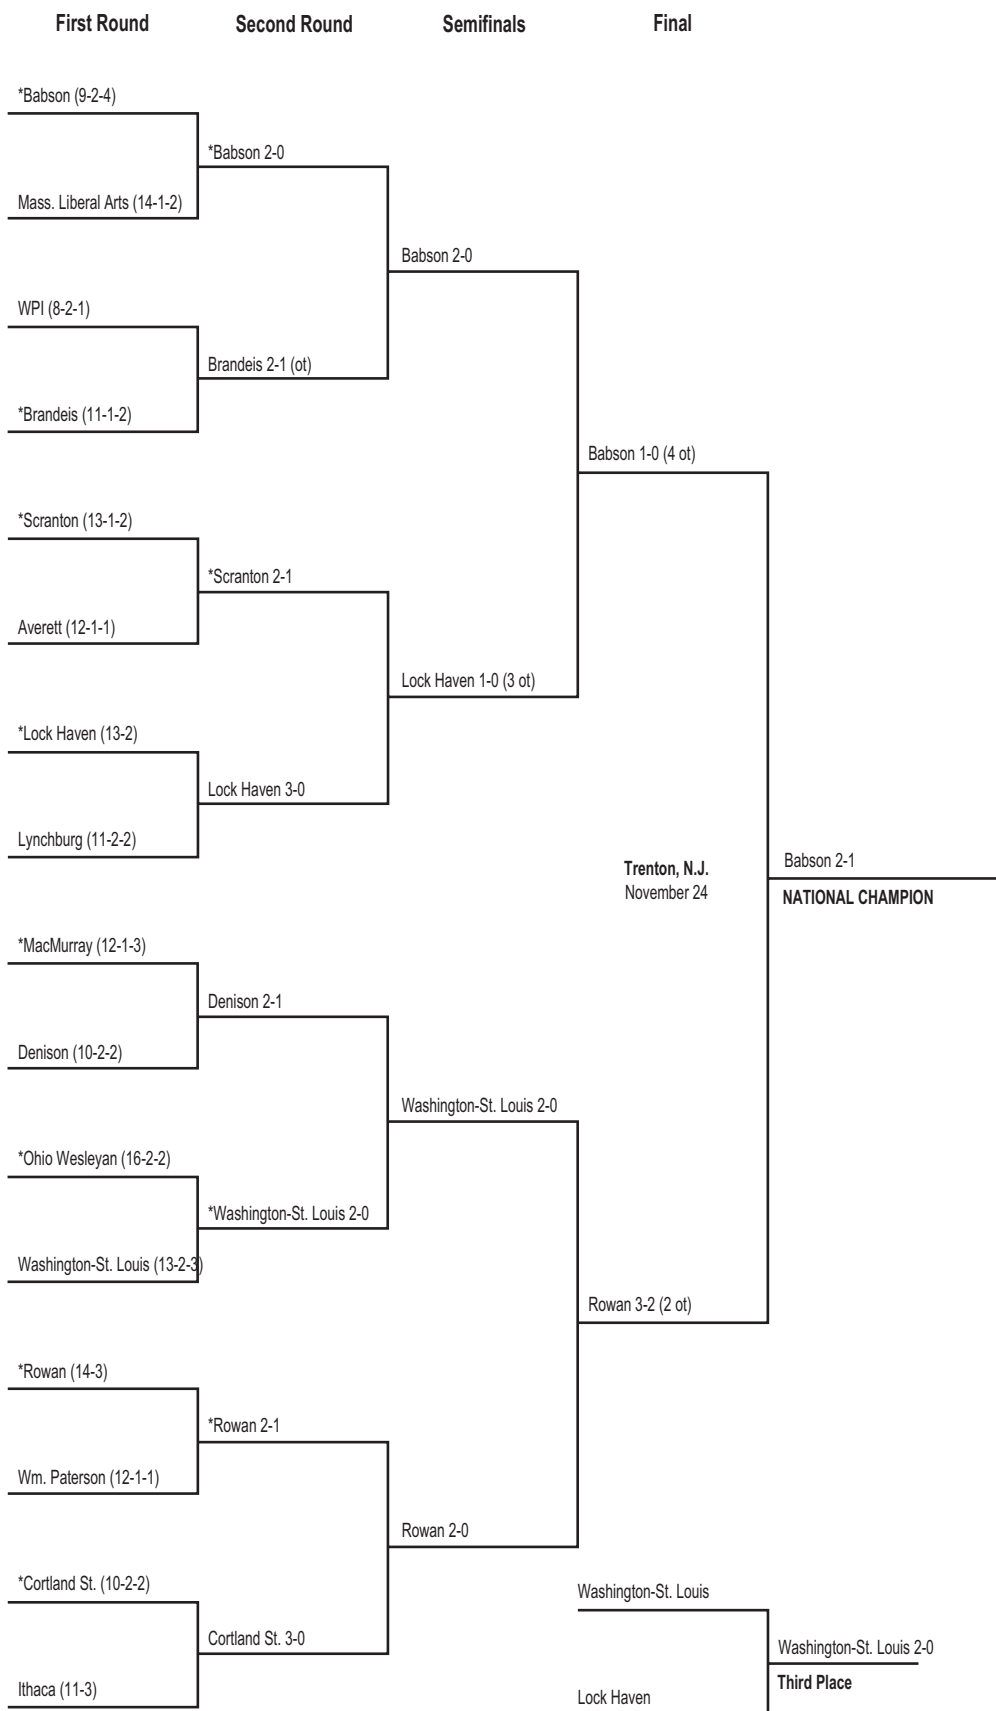 First Round
Second Round
Semifinals
Final
*Babson (9-2-4)
Mass. Liberal Arts (14-1-2)
WPI (8-2-1)
*Brandeis (11-1-2)
*Scranton (13-1-2)
Averett (12-1-1)
*Lock Haven (13-2)
Lynchburg (11-2-2)
*MacMurray (12-1-3)
Denison (10-2-2)
*Ohio Wesleyan (16-2-2)
Washington-St. Louis (13-2-3)
*Rowan (14-3)
Wm. Paterson (12-1-1)
*Cortland St. (10-2-2)
Ithaca (11-3)
*Babson 2-0
Brandeis 2-1 (ot)
*Scranton 2-1
Lock Haven 3-0
Denison 2-1
*Washington-St. Louis 2-0
*Rowan 2-1
Cortland St. 3-0
Babson 2-0
Lock Haven 1-0 (3 ot)
Washington-St. Louis 2-0
Rowan 2-0
Babson 1-0 (4 ot)
Rowan 3-2 (2 ot)
Trenton, N.J.
November 24
Babson 2-1
NATIONAL CHAMPION
Washington-St. Louis
Lock Haven
Washington-St. Louis 2-0
Third Place